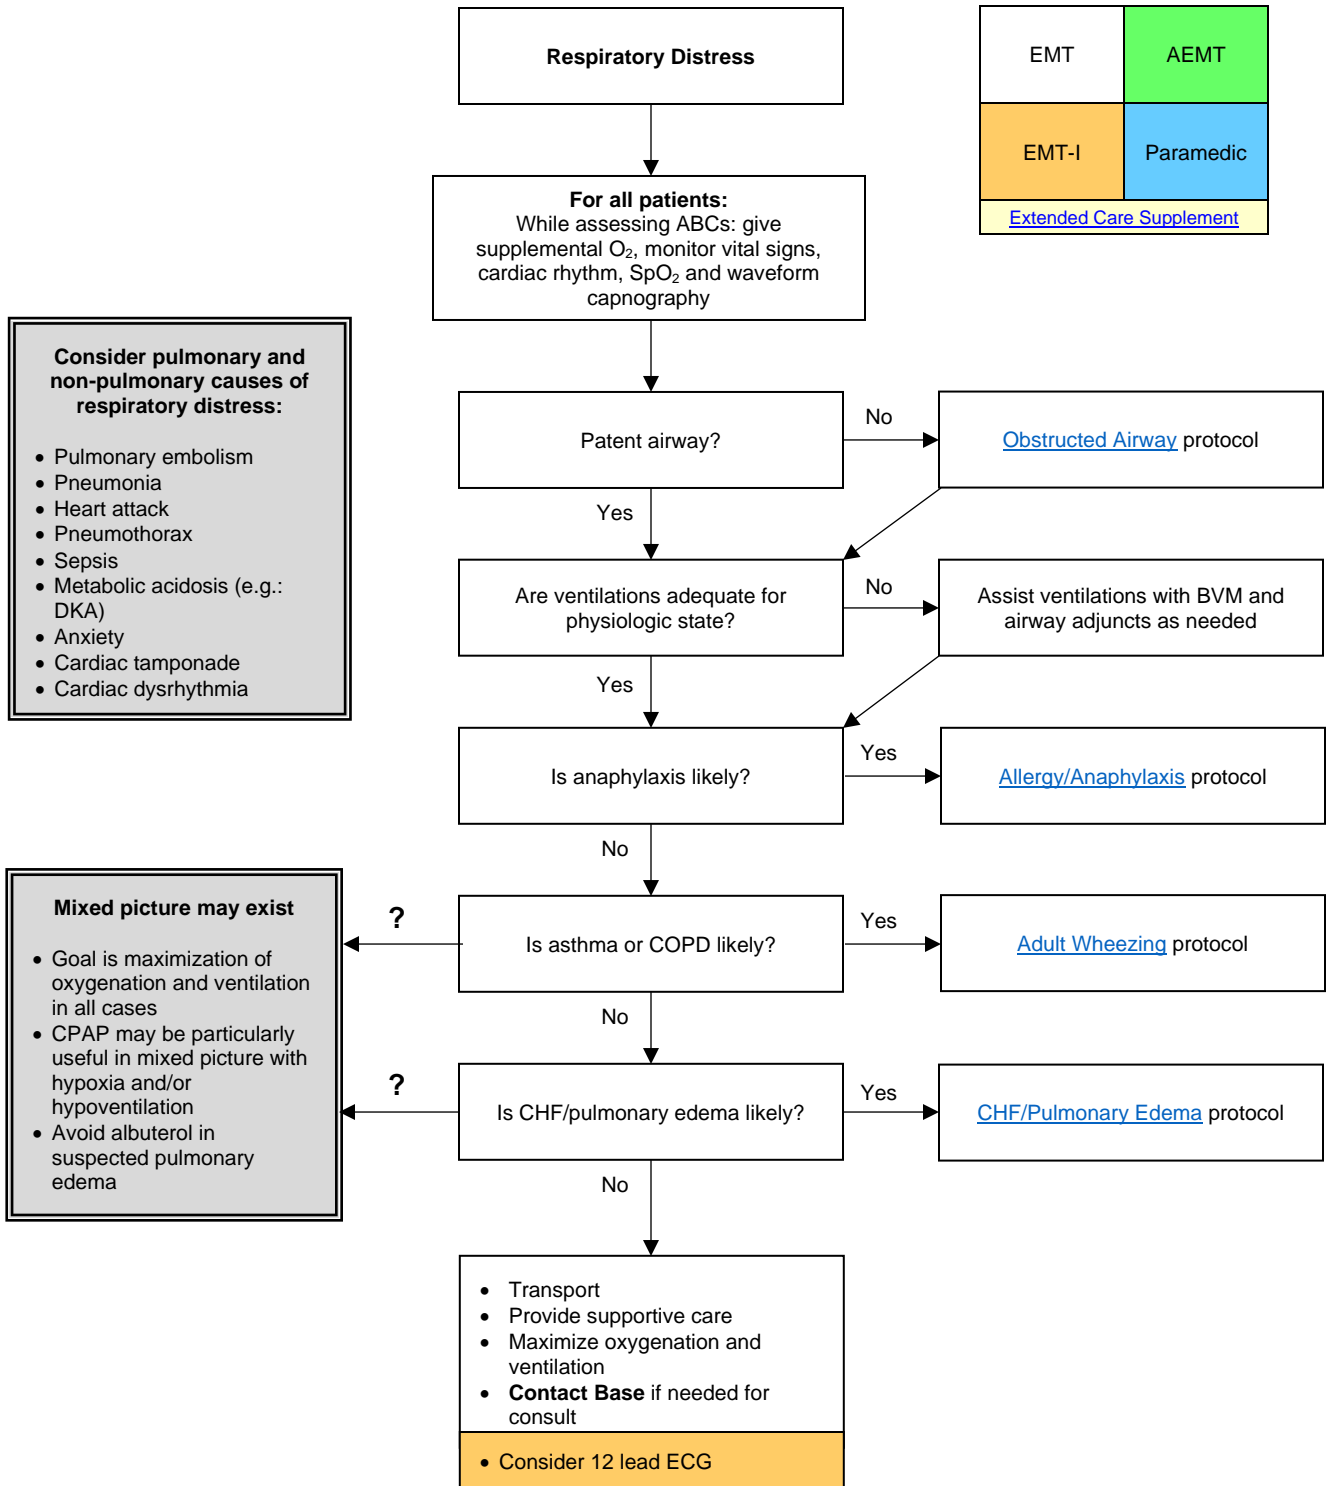 Respiratory Distress
EMT
AEMT
EMT-I
Paramedic
Extended Care Supplement
For all patients:
While assessing ABCs: give
supplemental O₂, monitor vital signs,
cardiac rhythm, SpO₂ and waveform
capnography
Consider pulmonary and
non-pulmonary causes of
respiratory distress:
• Pulmonary embolism
• Pneumonia
• Heart attack
• Pneumothorax
• Sepsis
• Metabolic acidosis (e.g.:
DKA)
• Anxiety
• Cardiac tamponade
• Cardiac dysrhythmia
Patent airway?
No
Obstructed Airway protocol
Yes
Are ventilations adequate for
physiologic state?
No
Assist ventilations with BVM and
airway adjuncts as needed
Yes
Is anaphylaxis likely?
Yes
Allergy/Anaphylaxis protocol
No
Mixed picture may exist
• Goal is maximization of
oxygenation and ventilation
in all cases
• CPAP may be particularly
useful in mixed picture with
hypoxia and/or
hypoventilation
• Avoid albuterol in
suspected pulmonary
edema
?
Is asthma or COPD likely?
Yes
Adult Wheezing protocol
No
?
Is CHF/pulmonary edema likely?
Yes
CHF/Pulmonary Edema protocol
No
• Transport
• Provide supportive care
• Maximize oxygenation and
ventilation
• Contact Base if needed for
consult
• Consider 12 lead ECG